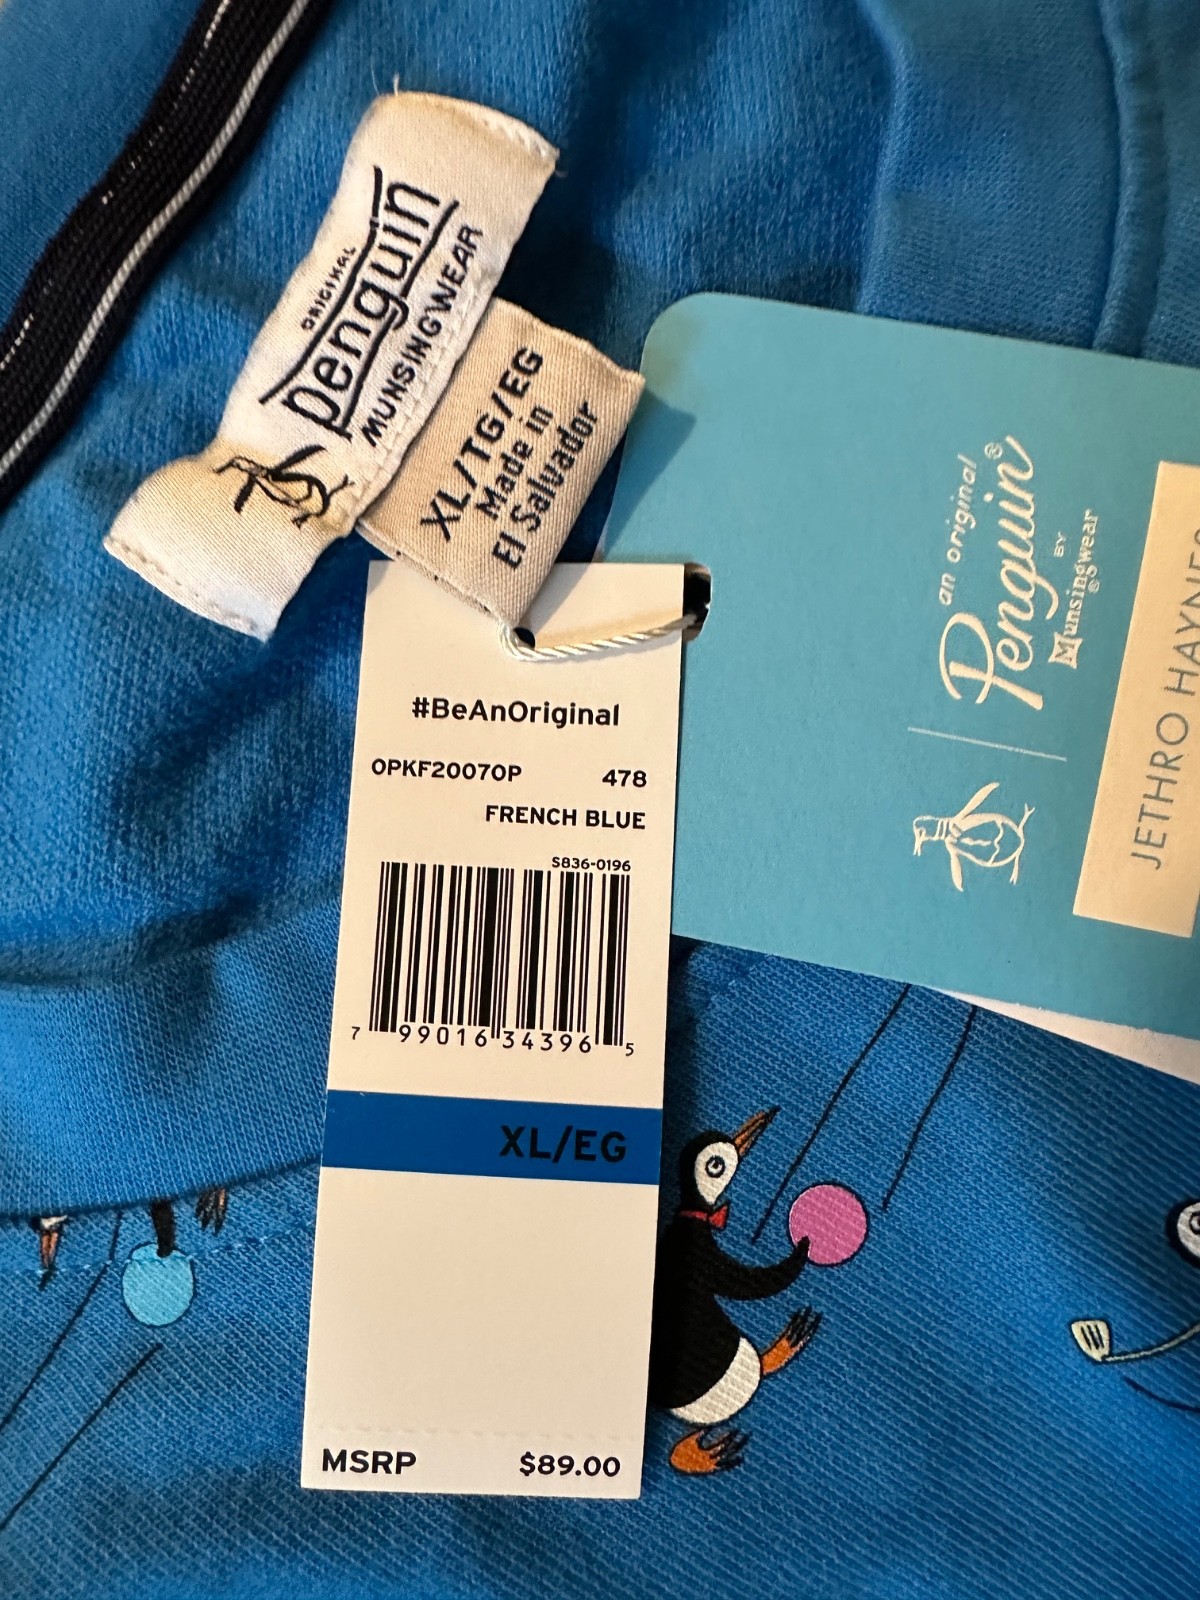 ORIGINAL
penguin
MUNSINGWEAR
XL/TG/EG
Made in
El Salvador
an original
Penguin®
BY
Munsingwear
®
JETHRO HAYNES
#BeAnOriginal
OPKF2007OP 478
FRENCH BLUE
S836-0196
7 99016 34396 5
XL/EG
MSRP $89.00